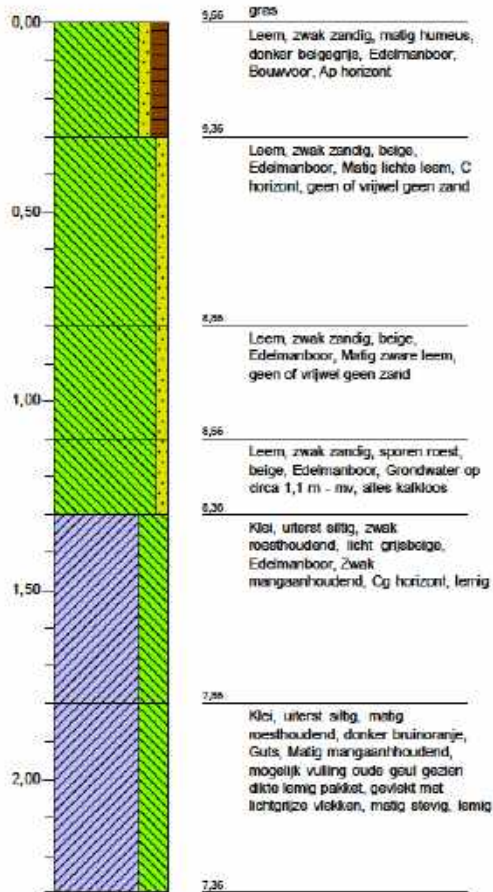 0,00
9,66
gras
Leem, zwak zandig, matig humeus,
donker beigegrijs, Edelmanboor,
Bouwvoor, Ap horizont
9,36
Leem, zwak zandig, beige,
Edelmanboor, Matig lichte leem, C
horizont, geen of vrijwel geen zand
0,50
8,86
Leem, zwak zandig, beige,
Edelmanboor, Matig zware leem,
geen of vrijwel geen zand
1,00
8,56
Leem, zwak zandig, sporen roest,
beige, Edelmanboor, Grondwater op
circa 1,1 m - mv, alles kalkloos
8,36
Klei, uiterst siltig, zwak
roesthoudend, licht grijsbeige,
Edelmanboor, Zwak
mangaanhoudend, Cg horizont, lemig
1,50
7,86
Klei, uiterst siltig, matig
roesthoudend, donker bruinoranje,
Guts, Matig mangaanhhoudend,
mogelijk vulling oude geul gezien
dikte lemig pakket, gevlekt met
lichtgrijze vlekken, matig stevig, lemig
2,00
7,36